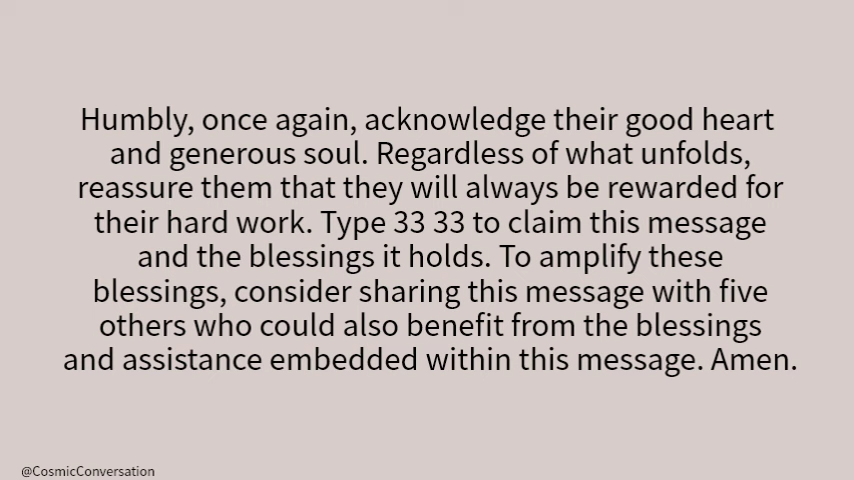 Humbly, once again, acknowledge their good heart
and generous soul. Regardless of what unfolds,
reassure them that they will always be rewarded for
their hard work. Type 33 33 to claim this message
and the blessings it holds. To amplify these
blessings, consider sharing this message with five
others who could also benefit from the blessings
and assistance embedded within this message. Amen.
@CosmicConversation